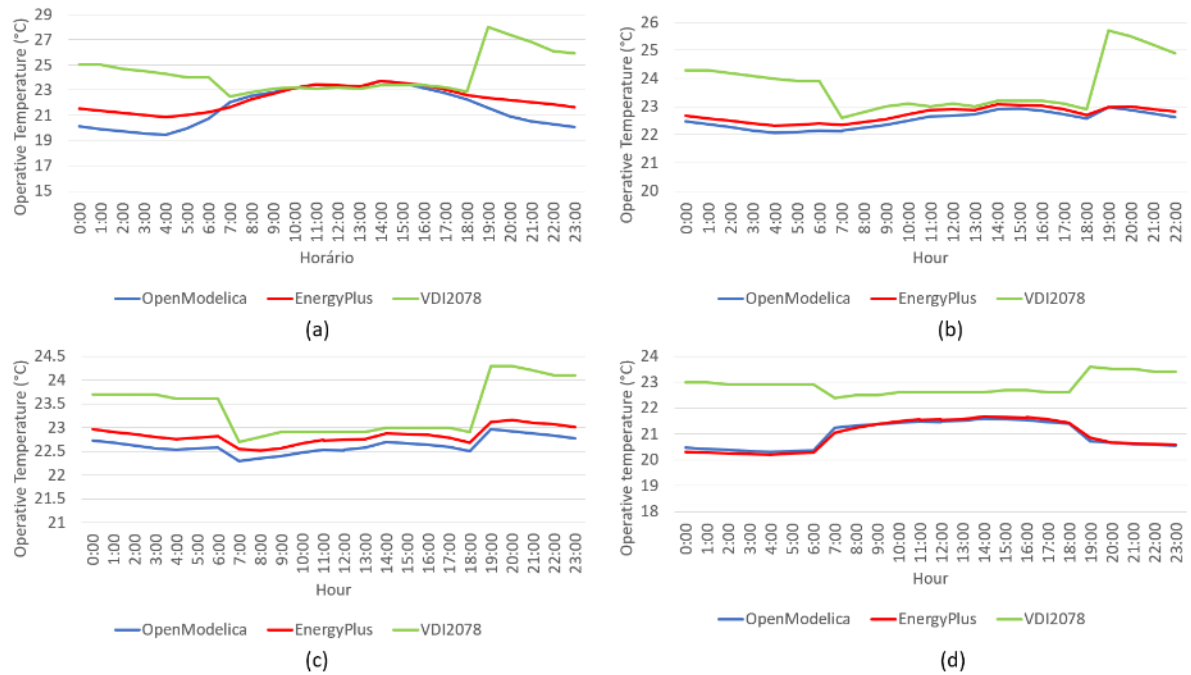 Operative Temperature (°C)
29
27
25
23
21
19
17
15
0:00 1:00 2:00 3:00 4:00 5:00 6:00 7:00 8:00 9:00 10:00 11:00 12:00 13:00 14:00 15:00 16:00 17:00 18:00 19:00 20:00 21:00 22:00 23:00
Horário
OpenModelica EnergyPlus VDI2078
(a)
Operative Temperature (°C)
26
25
24
23
22
21
20
0:00 1:00 2:00 3:00 4:00 5:00 6:00 7:00 8:00 9:00 10:00 11:00 12:00 13:00 14:00 15:00 16:00 17:00 18:00 19:00 20:00 21:00 22:00
Hour
OpenModelica EnergyPlus VDI2078
(b)
Operative Temperature (°C)
24.5
24
23.5
23
22.5
22
21.5
21
0:00 1:00 2:00 3:00 4:00 5:00 6:00 7:00 8:00 9:00 10:00 11:00 12:00 13:00 14:00 15:00 16:00 17:00 18:00 19:00 20:00 21:00 22:00 23:00
Hour
OpenModelica EnergyPlus VDI2078
(c)
Operative temperature (°C)
24
23
22
21
20
19
18
0:00 1:00 2:00 3:00 4:00 5:00 6:00 7:00 8:00 9:00 10:00 11:00 12:00 13:00 14:00 15:00 16:00 17:00 18:00 19:00 20:00 21:00 22:00 23:00
Hour
OpenModelica EnergyPlus VDI2078
(d)